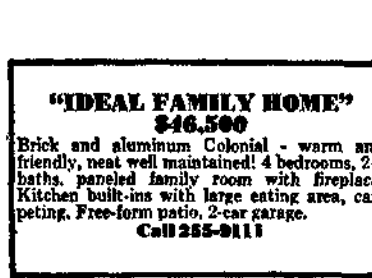 “IDEAL FAMILY HOME”
$46,500
Brick and aluminum Colonial - warm an
friendly, neat well maintained! 4 bedrooms, 2-
baths, paneled family room with fireplac
Kitchen built-ins with large eating area, ca
peting. Free-form patio, 2-car garage.
Call 255-9111